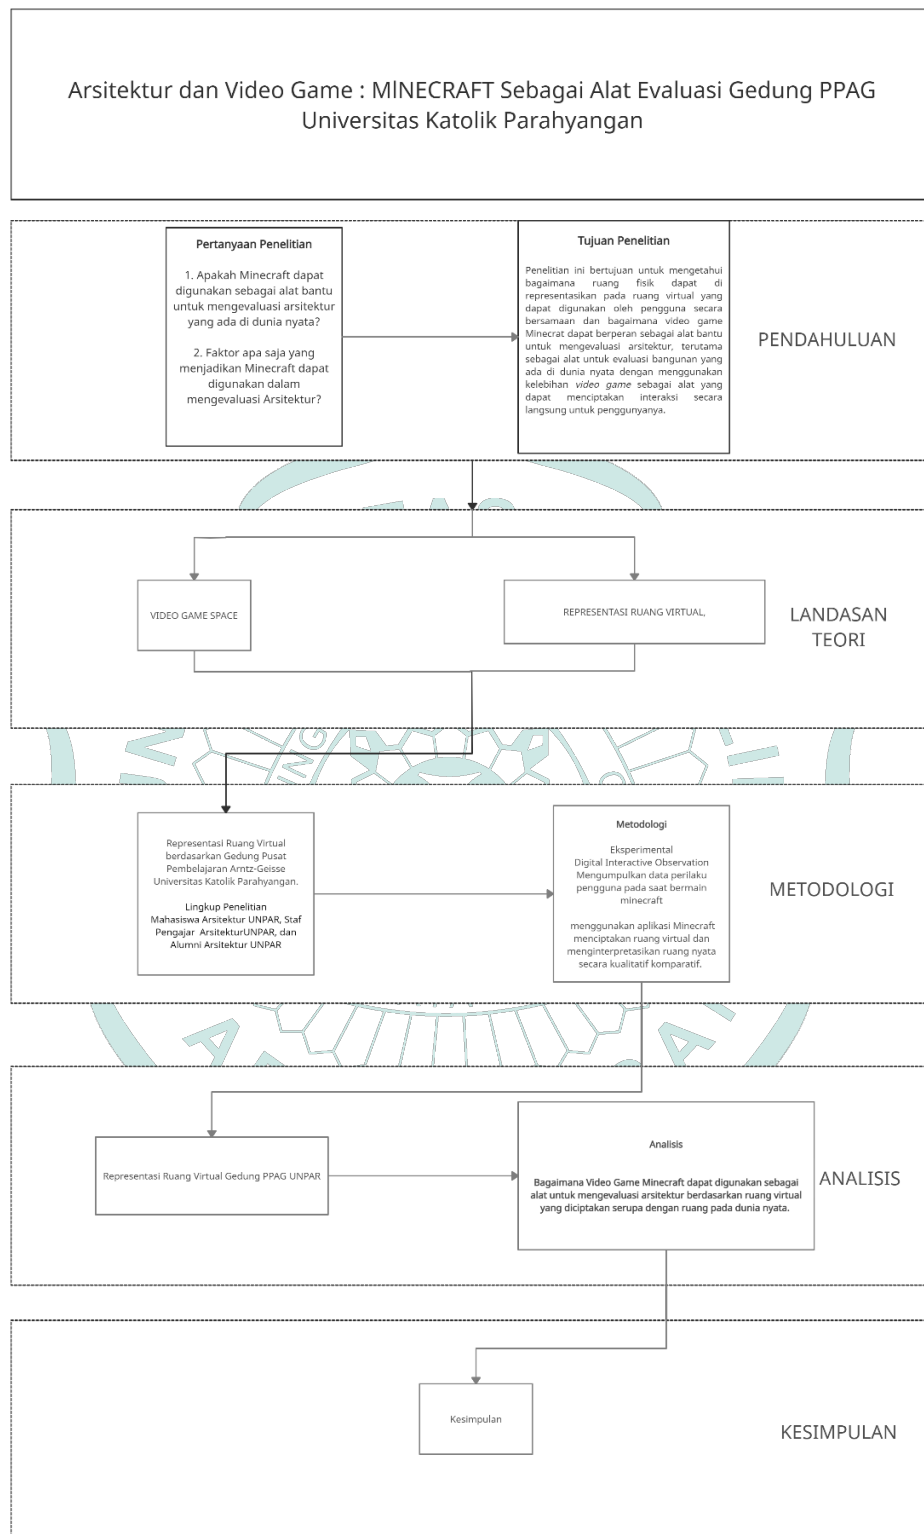 Arsitektur dan Video Game : MINECRAFT Sebagai Alat Evaluasi Gedung PPAG
Universitas Katolik Parahyangan
Pertanyaan Penelitian
1. Apakah Minecraft dapat
digunakan sebagai alat bantu
untuk mengevaluasi arsitektur
yang ada di dunia nyata?
2. Faktor apa saja yang
menjadikan Minecraft dapat
digunakan dalam
mengevaluasi Arsitektur?
Tujuan Penelitian
Penelitian ini bertujuan untuk mengetahui
bagaimana ruang fisik dapat di
representasikan pada ruang virtual yang
dapat digunakan oleh pengguna secara
bersamaan dan bagaimana video game
Minecrat dapat berperan sebagai alat bantu
untuk mengevaluasi arsitektur, terutama
sebagai alat untuk evaluasi bangunan yang
ada di dunia nyata dengan menggunakan
kelebihan video game sebagai alat yang
dapat menciptakan interaksi secara
langsung untuk penggunyanya.
PENDAHULUAN
VIDEO GAME SPACE
REPRESENTASI RUANG VIRTUAL,
LANDASAN
TEORI
ING
Representasi Ruang Virtual
berdasarkan Gedung Pusat
Pembelajaran Arntz-Geisse
Universitas Katolik Parahyangan.
Lingkup Penelitian
Mahasiswa Arsitektur UNPAR, Staf
Pengajar ArsitekturUNPAR, dan
Alumni Arsitektur UNPAR
Metodologi
Eksperimental
Digital Interactive Observation
Mengumpulkan data perilaku
pengguna pada saat bermain
minecraft
menggunakan aplikasi Minecraft
menciptakan ruang virtual dan
menginterpretasikan ruang nyata
secara kualitatif komparatif.
METODOLOGI
Representasi Ruang Virtual Gedung PPAG UNPAR
Analisis
Bagaimana Video Game Minecraft dapat digunakan sebagai
alat untuk mengevaluasi arsitektur berdasarkan ruang virtual
yang diciptakan serupa dengan ruang pada dunia nyata.
ANALISIS
Kesimpulan
KESIMPULAN